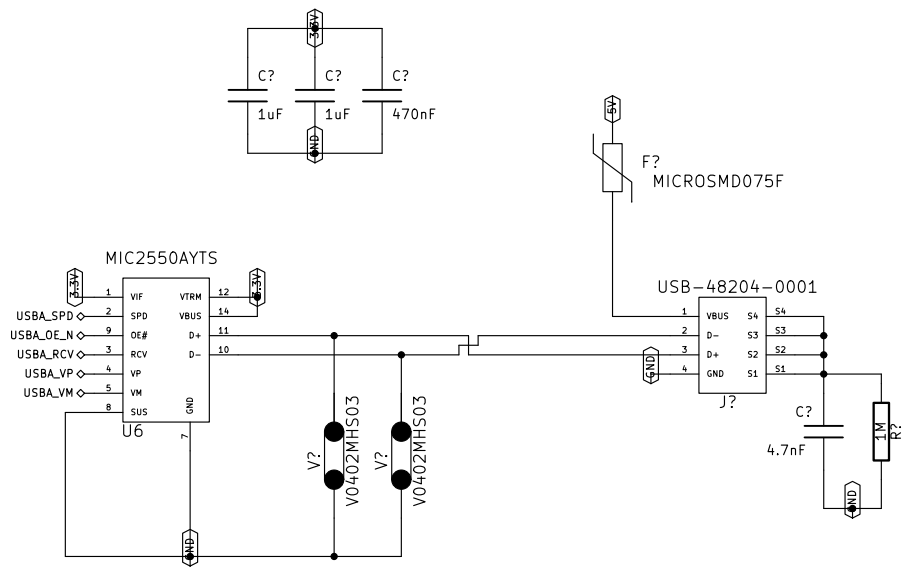 3.3V
C? C? C?
1uF 1uF 470nF
GND
5V
F?
MICROSMD075F
MIC2550AYTS
3.3V 3.3V
1 VIF VTRM 12
USBA_SPD 2 SPD VBUS 14
USBA_OE_N 9 OE# D+ 11
USBA_RCV 3 RCV D- 10
USBA_VP 4 VP
USBA_VM 5 VM
8 SUS GND
U6 7
GND
V? V0402MHS03
V? V0402MHS03
USB-48204-0001
1 VBUS S4 S4
2 D- S3 S3
3 D+ S2 S2
GND 4 GND S1 S1
J?
C?
4.7nF
1M R?
GND